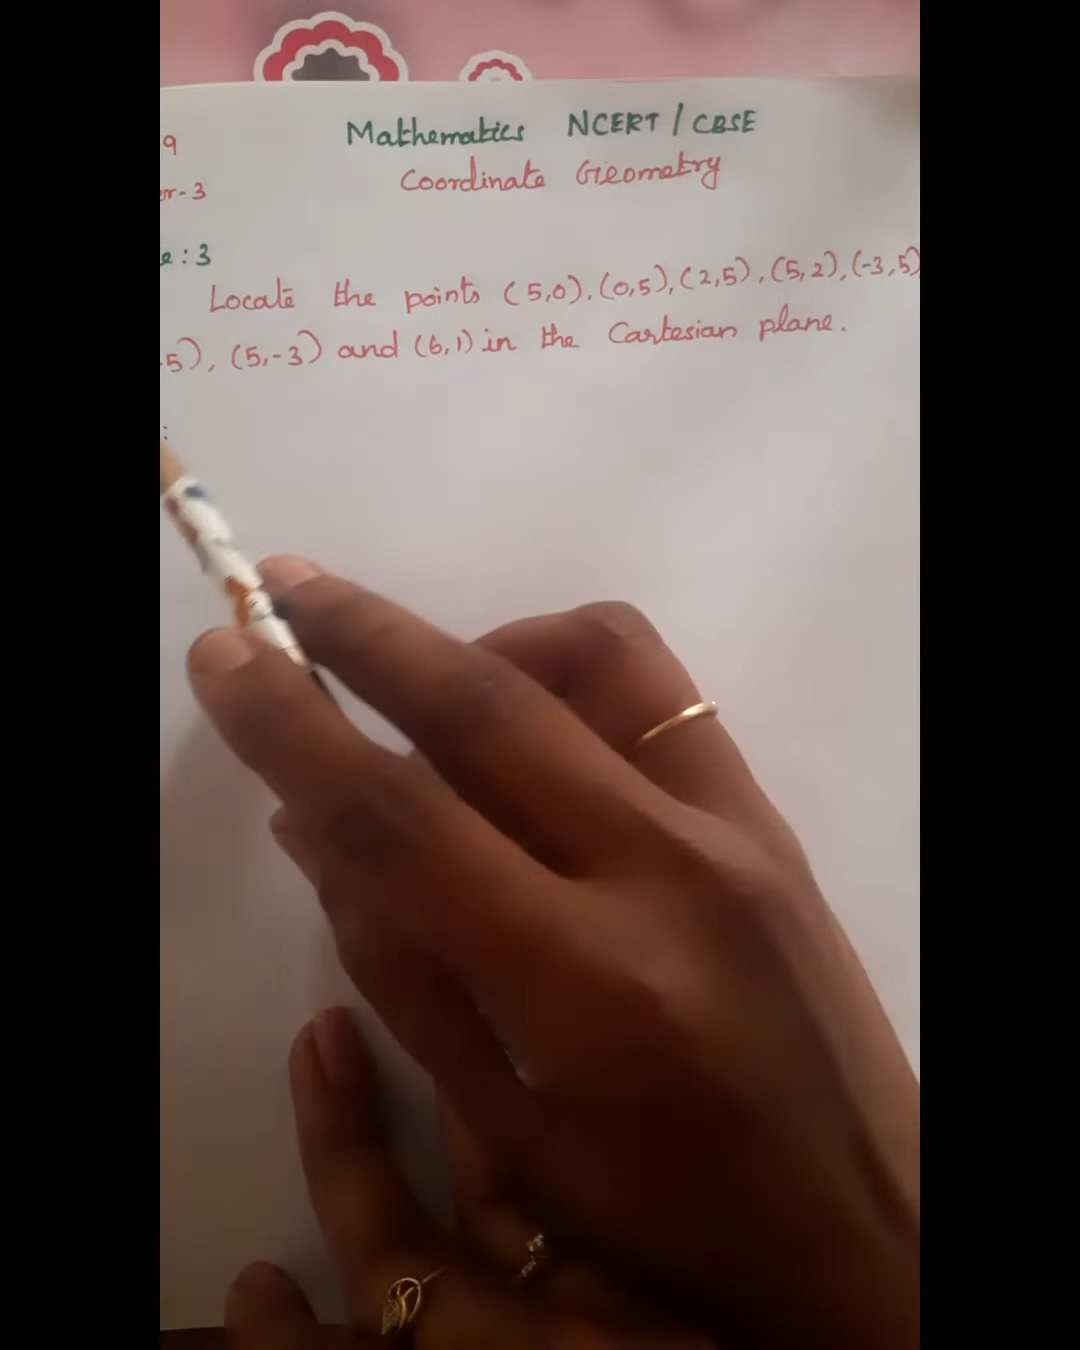 9
Mathematics NCERT / CBSE
r-3
Coordinate Geometry
e : 3
Locate the points (5,0), (0,5), (2,5), (5,2), (-3,5)
5), (5,-3) and (6,1) in the Cartesian plane.
: